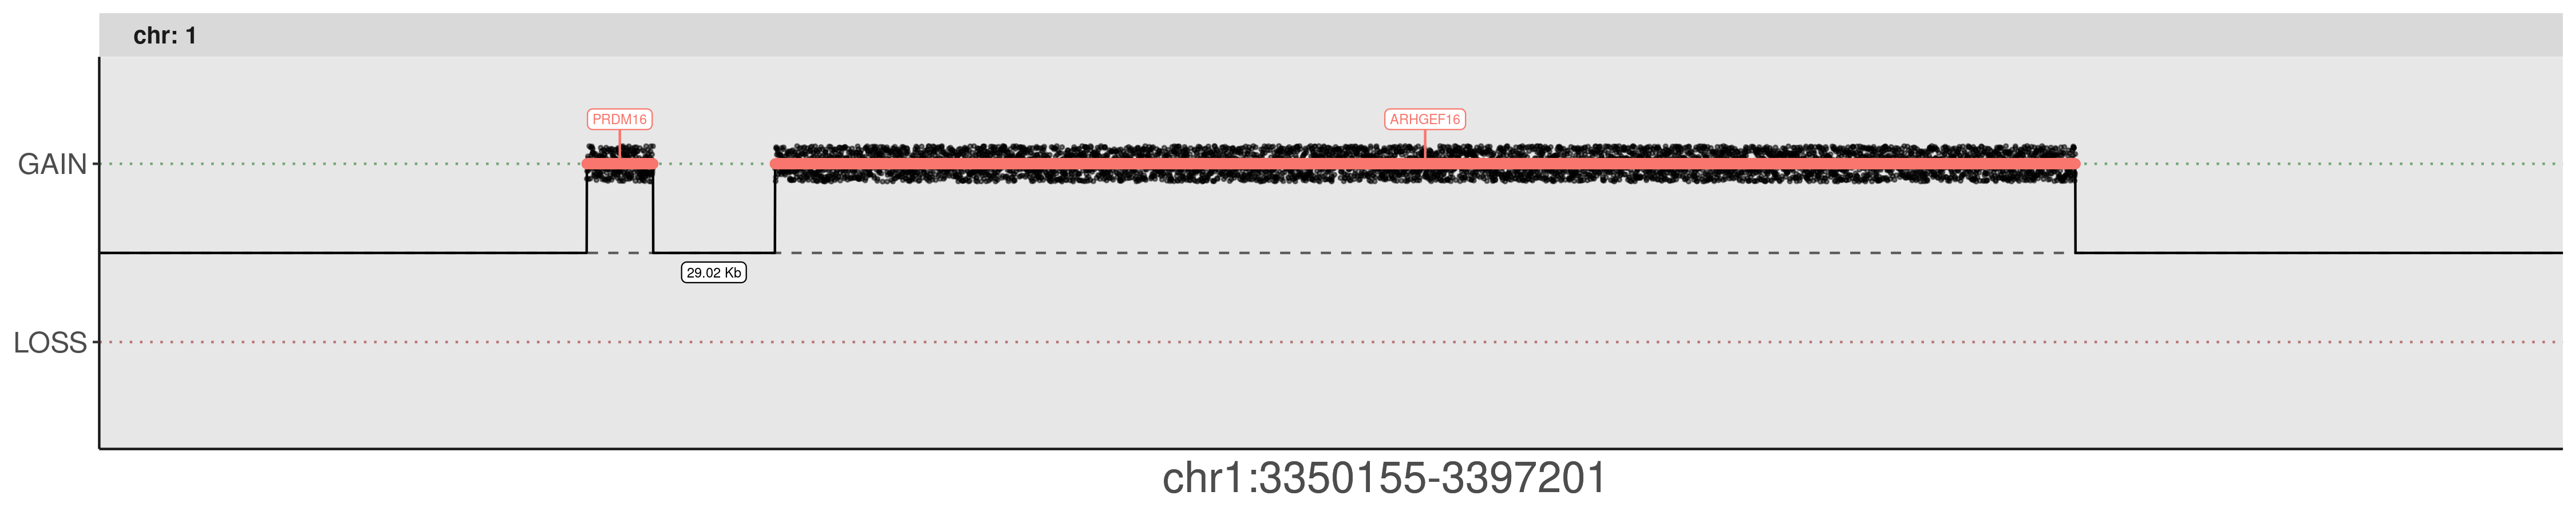 chr: 1
PRDM16
ARHGEF16
GAIN
29.02 Kb
LOSS
chr1:3350155-3397201